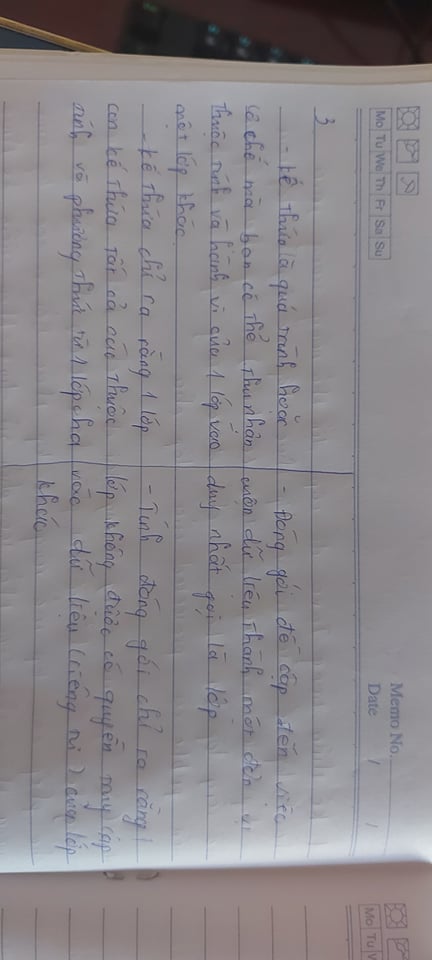 Mo Tu We Th Fr Sa Su
Memo No.
Date / /
3
- Kế thừa là quá trình hoặc
cơ chế mà bạn có thể thu nhận
thuộc tính và hành vi của 1 lớp vào
một lớp khác.
- Kế thừa chỉ ra rằng 1 lớp
con kế thừa tất cả các thuộc
tính và phương thức từ 1 lớp cha
- Đóng gói đề cập đến việc
cuộn dữ liệu thành một đơn vị
duy nhất gọi là lớp
- Tính đóng gói chỉ ra rằng 1
lớp không được có quyền truy cập
vào dữ liệu (riêng tư) của lớp
khác
Mo Tu